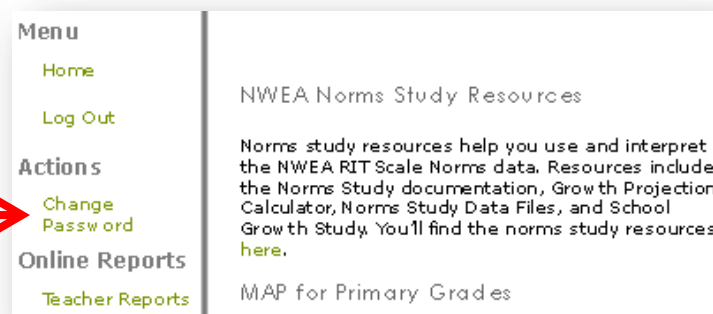 Menu
Home
Log Out
Actions
Change
Password
Online Reports
Teacher Reports
NWEA Norms Study Resources
Norms study resources help you use and interpret
the NWEA RIT Scale Norms data. Resources include
the Norms Study documentation, Growth Projection
Calculator, Norms Study Data Files, and School
Growth Study. You'll find the norms study resources
here.
MAP for Primary Grades